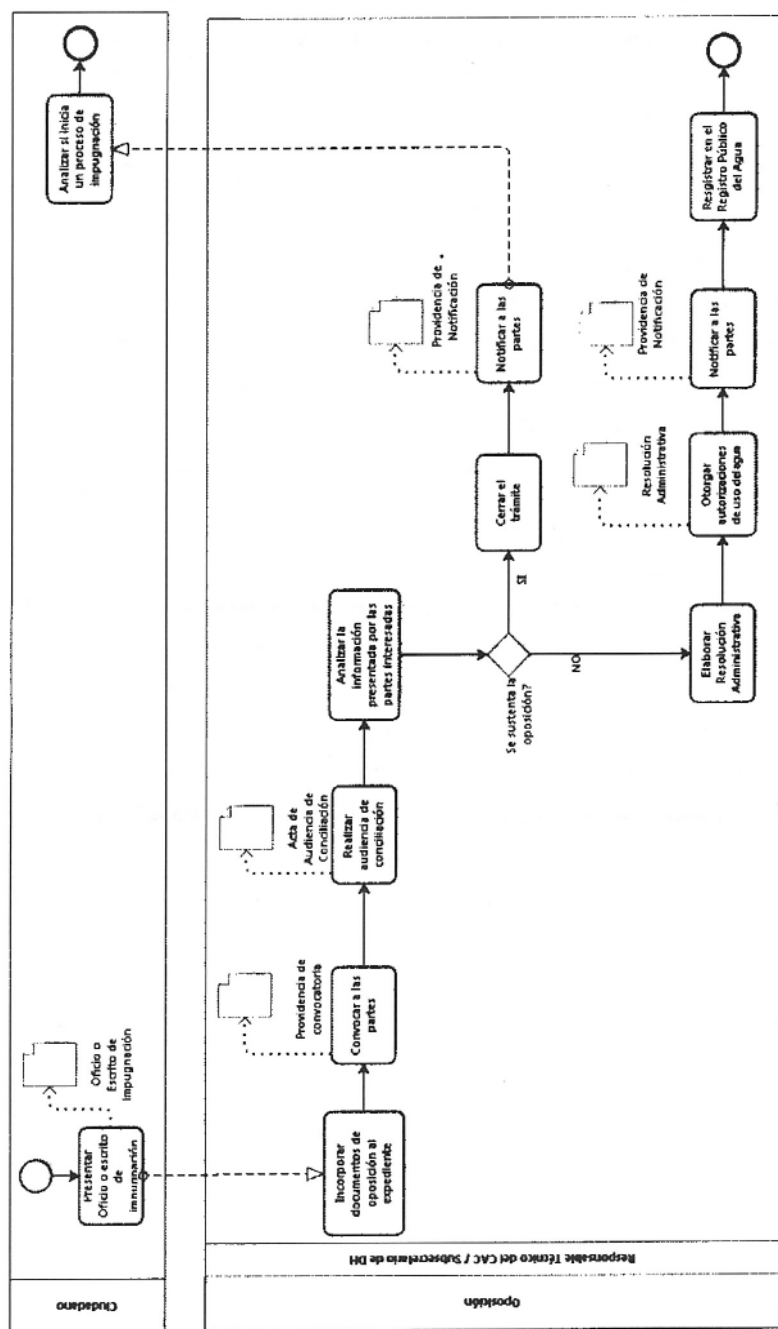 Ciudadano
Presentar
Oficio o escrito
de
impugnación
Oficio o
Escrito de
Impugnación
Analizar si inicia
un proceso de
impugnación
Oposición
Responsable Técnico del CAC / Subsecretario de DH
Incorporar
documentos de
oposición al
expediente
Convocar a las
partes
Providencia de
convocatoria
Realizar
audiencia de
conciliación
Acta de
Audiencia de
Conciliación
Analizar la
información
presentada por las
partes interesadas
Se sustenta la
oposición?
SI
Cerrar el
trámite
Notificar a las
partes
Providencia de
Notificación
NO
Elaborar
Resolución
Administrativa
Otorgar
autorizaciones
de uso del agua
Resolución
Administrativa
Notificar a las
partes
Providencia de
Notificación
Resgistrar en el
Registro Público
del Agua